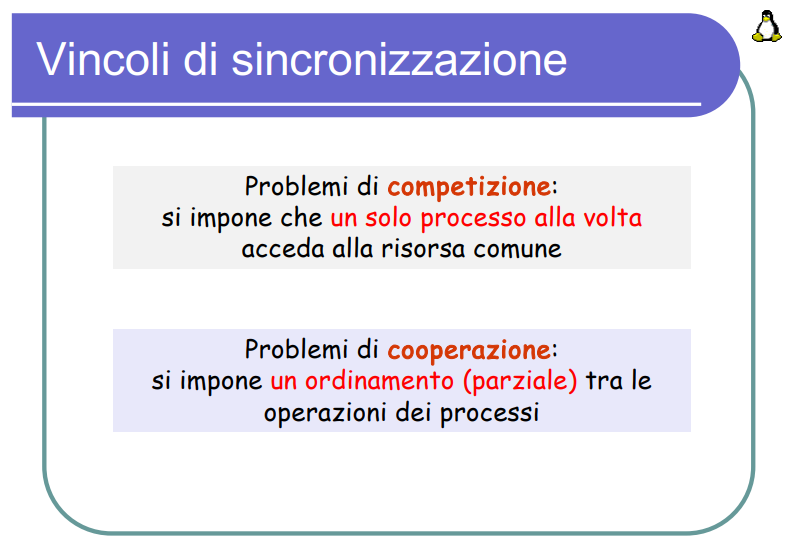 Vincoli di sincronizzazione
Problemi di competizione:
si impone che un solo processo alla volta
acceda alla risorsa comune
Problemi di cooperazione:
si impone un ordinamento (parziale) tra le
operazioni dei processi